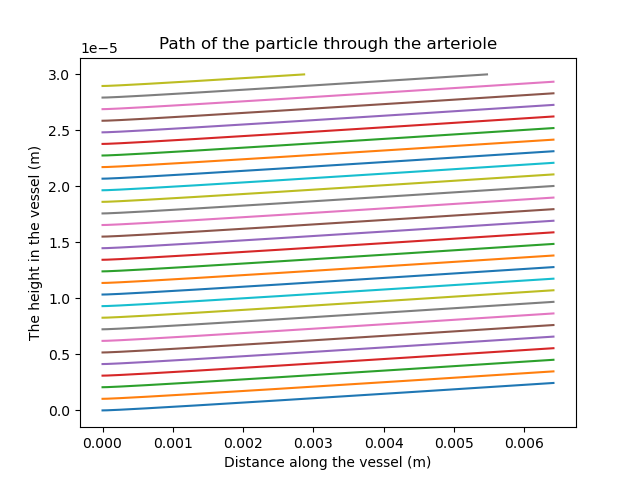 Path of the particle through the arteriole
1e−5
The height in the vessel (m)
3.0
2.5
2.0
1.5
1.0
0.5
0.0
0.000 0.001 0.002 0.003 0.004 0.005 0.006
Distance along the vessel (m)